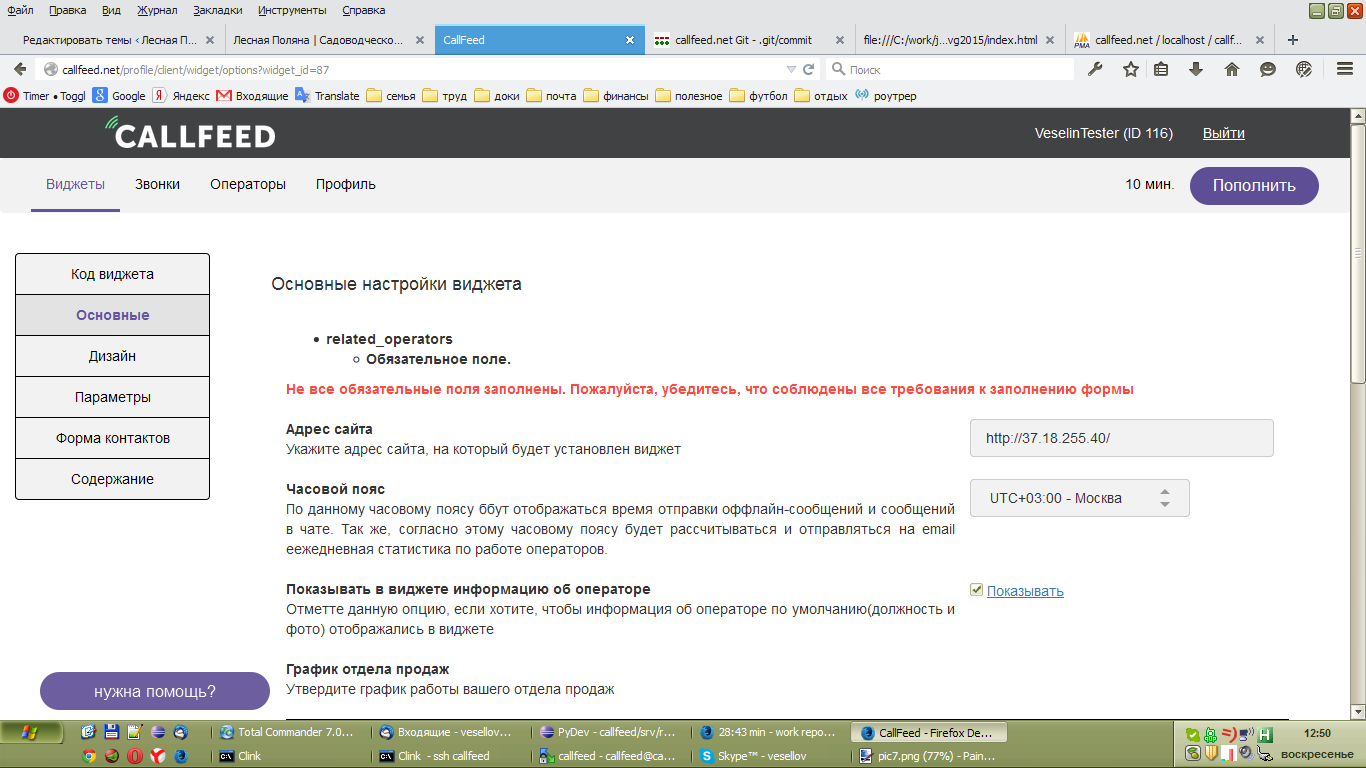 Файл Правка Вид Журнал Закладки Инструменты Справка
Редактировать темы ‹ Лесная П... Лесная Поляна | Садоводческо... CallFeed callfeed.net Git - .git/commit file:///C:/work/j...vg2015/index.html callfeed.net / localhost / callf...
callfeed.net/profile/client/widget/options?widget_id=87 Поиск
Timer • Toggl Google Яндекс Входящие Translate семья труд доки почта финансы полезное футбол отдых роутрер
CALLFEED VeselinTester (ID 116) Выйти
Виджеты Звонки Операторы Профиль 10 мин. Пополнить
Код виджета
Основные
Дизайн
Параметры
Форма контактов
Содержание
Основные настройки виджета
• related_operators
◦ Обязательное поле.
Не все обязательные поля заполнены. Пожалуйста, убедитесь, что соблюдены все требования к заполнению формы
Адрес сайта
Укажите адрес сайта, на который будет установлен виджет
http://37.18.255.40/
Часовой пояс
По данному часовому поясу ббут отображаться время отправки оффлайн-сообщений и сообщений
в чате. Так же, согласно этому часовому поясу будет рассчитываться и отправляться на email
еежедневная статистика по работе операторов.
UTC+03:00 - Москва
Показывать в виджете информацию об операторе
Отметте данную опцию, если хотите, чтобы информация об операторе по умолчанию(должность и
фото) отображались в виджете
Показывать
График отдела продаж
Утвердите график работы вашего отдела продаж
нужна помощь?
Total Commander 7.0... Входящие - vesellov... PyDev - callfeed/srv/r... 28:43 min - work repo... CallFeed - Firefox De... 12:50
Clink Clink - ssh callfeed callfeed - callfeed@ca... Skype™ - vesellov pic7.png (77%) - Pain... воскресенье